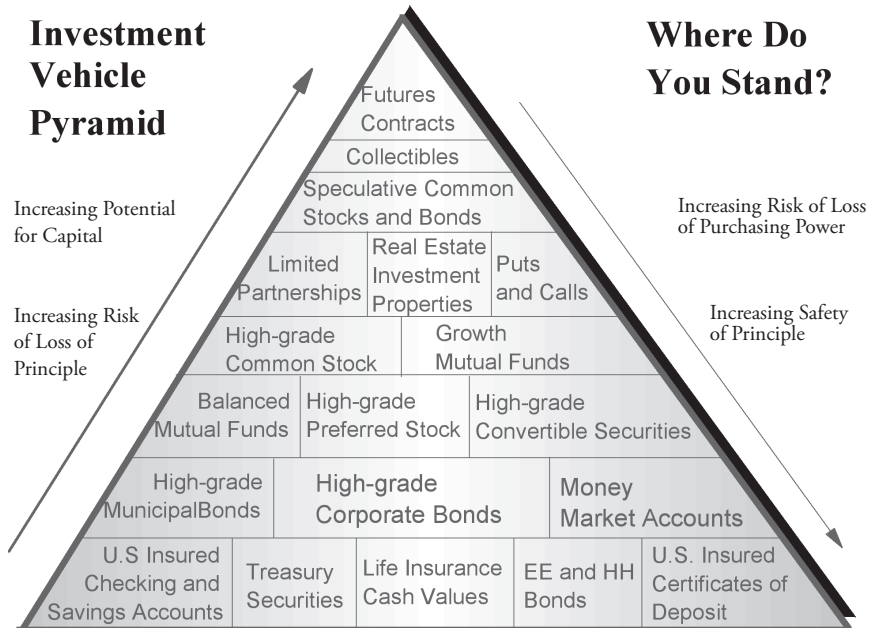 Investment
Vehicle
Pyramid
Where Do
You Stand?
Increasing Potential
for Capital
Increasing Risk
of Loss of
Principle
Increasing Risk of Loss
of Purchasing Power
Increasing Safety
of Principle
Futures
Contracts
Collectibles
Speculative Common
Stocks and Bonds
Limited
Partnerships
Real Estate
Investment
Properties
Puts
and Calls
High-grade
Common Stock
Growth
Mutual Funds
Balanced
Mutual Funds
High-grade
Preferred Stock
High-grade
Convertible Securities
High-grade
MunicipalBonds
High-grade
Corporate Bonds
Money
Market Accounts
U.S Insured
Checking and
Savings Accounts
Treasury
Securities
Life Insurance
Cash Values
EE and HH
Bonds
U.S. Insured
Certificates of
Deposit